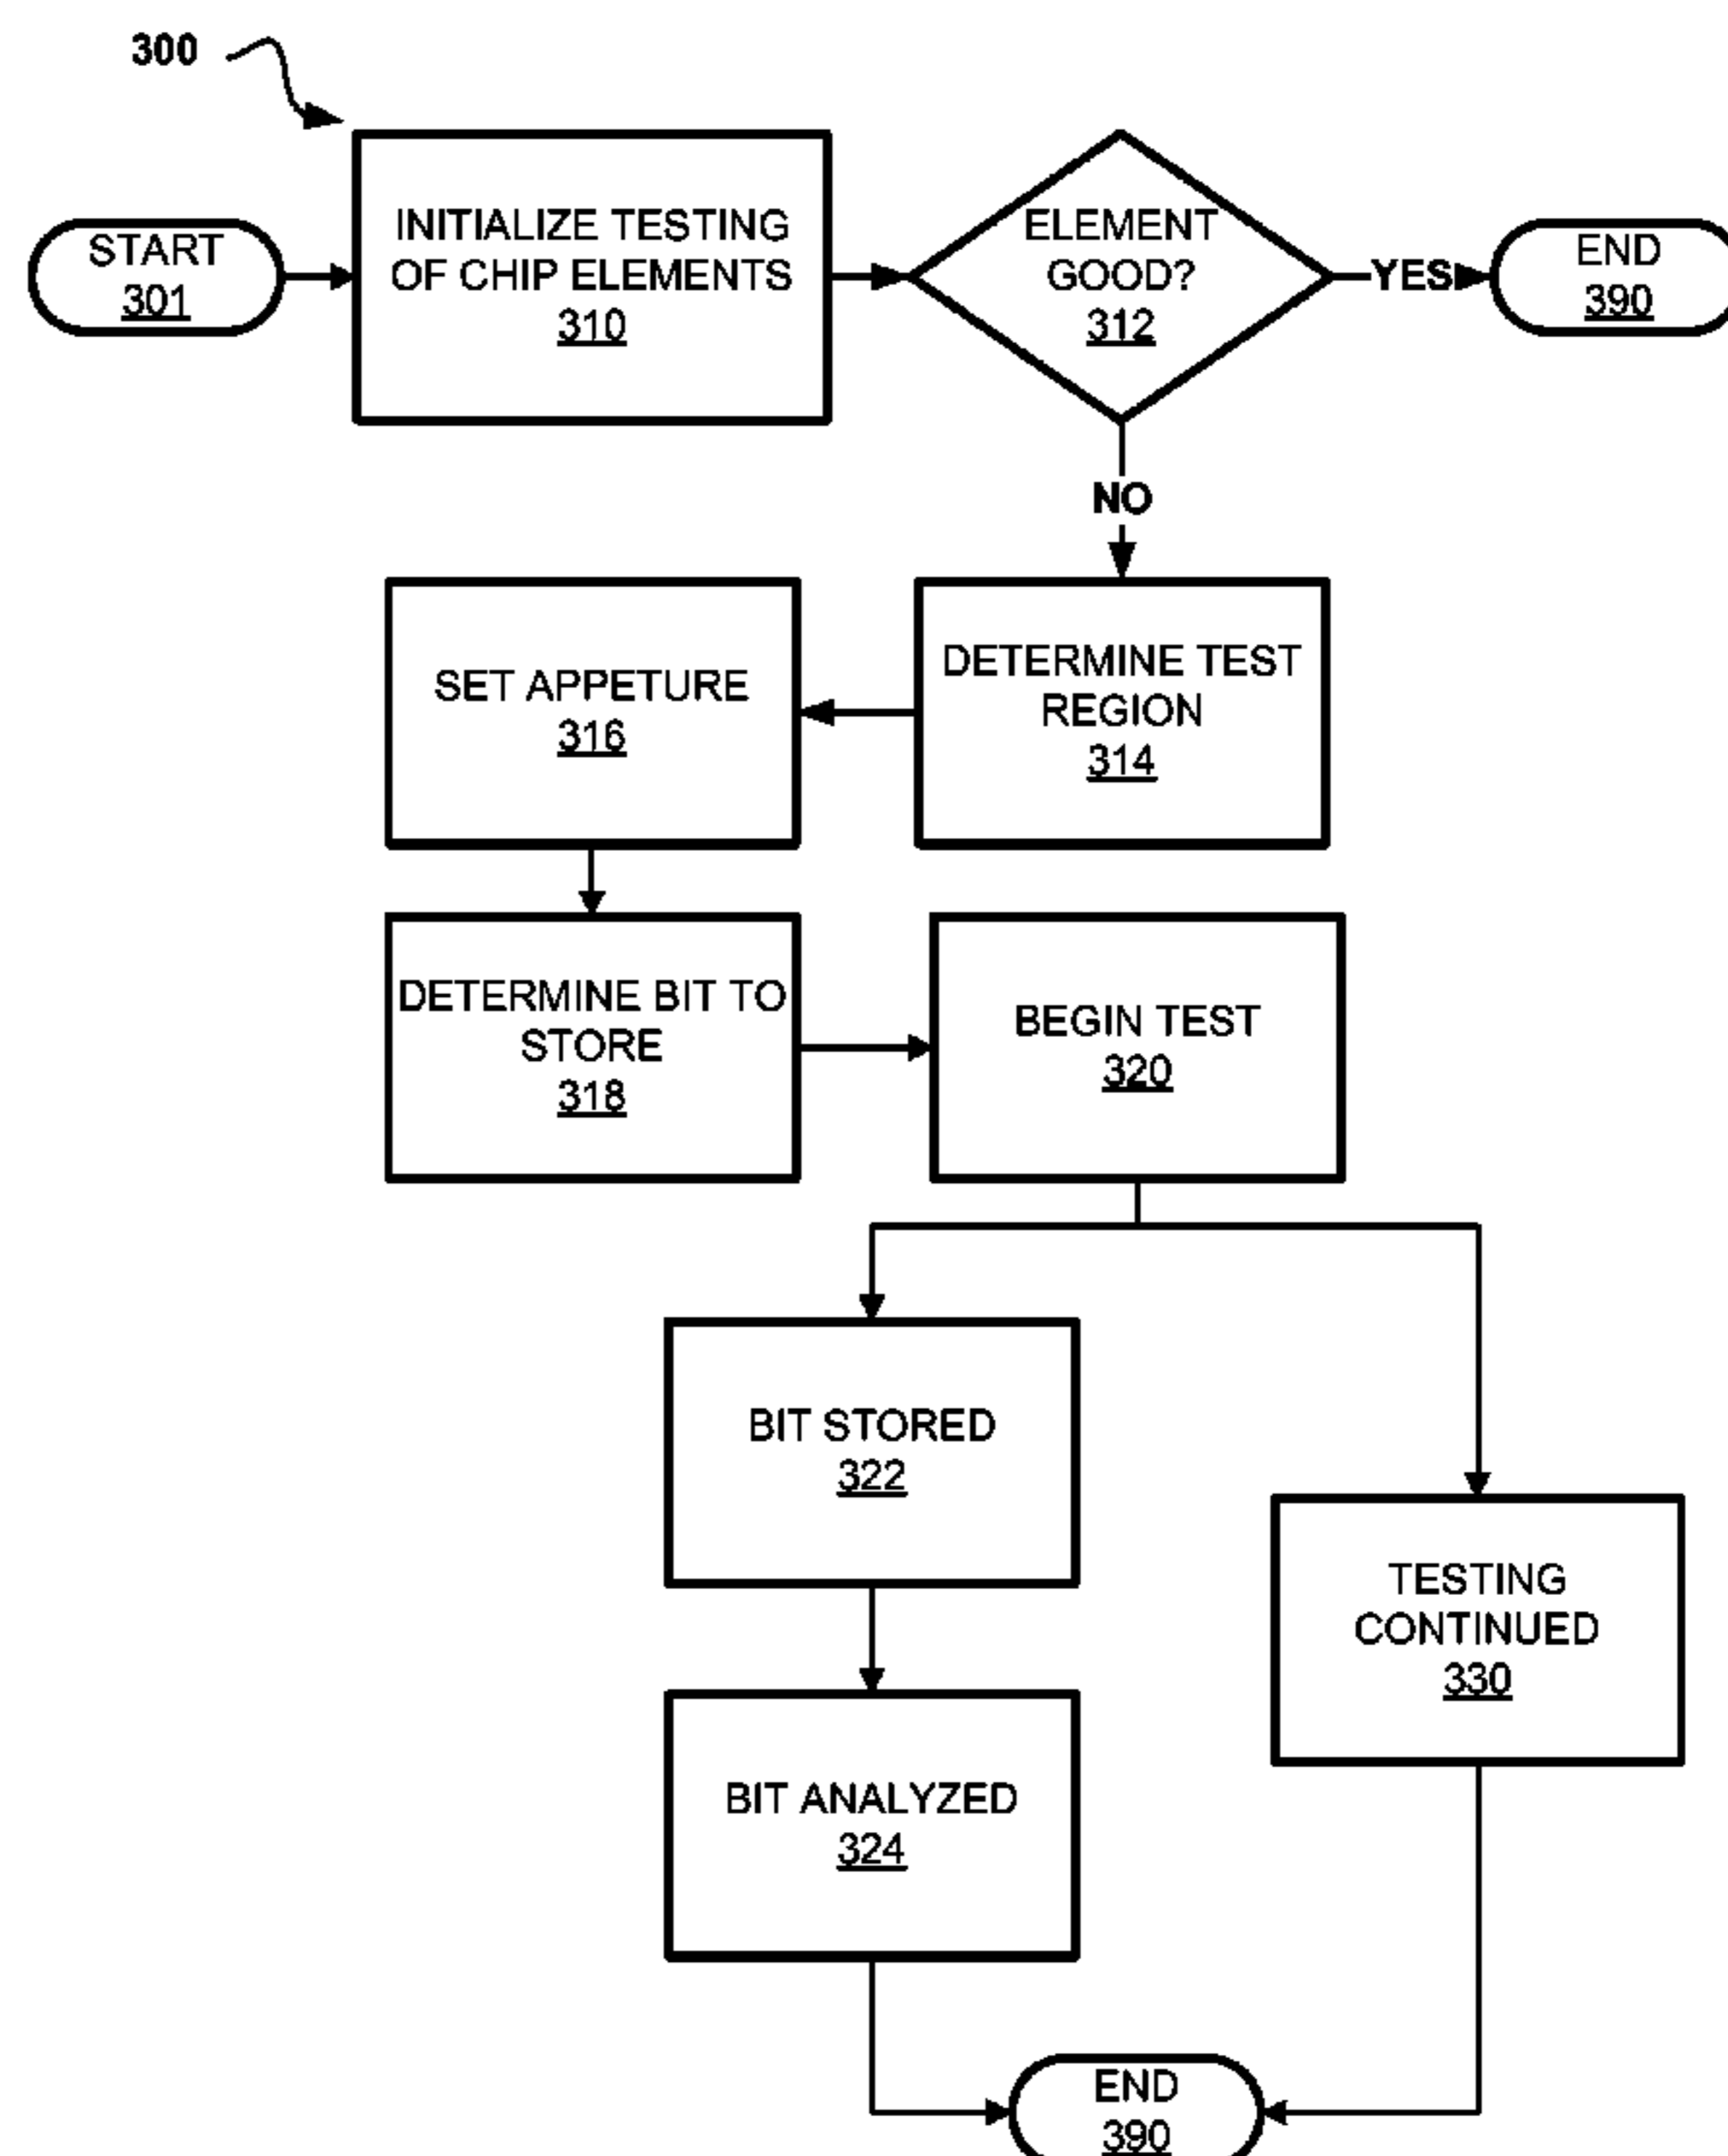 300
START
301
INITIALIZE TESTING
OF CHIP ELEMENTS
310
ELEMENT
GOOD?
312
YES
END
390
NO
SET APPETURE
316
DETERMINE TEST
REGION
314
DETERMINE BIT TO
STORE
318
BEGIN TEST
320
BIT STORED
322
TESTING
CONTINUED
330
BIT ANALYZED
324
END
390